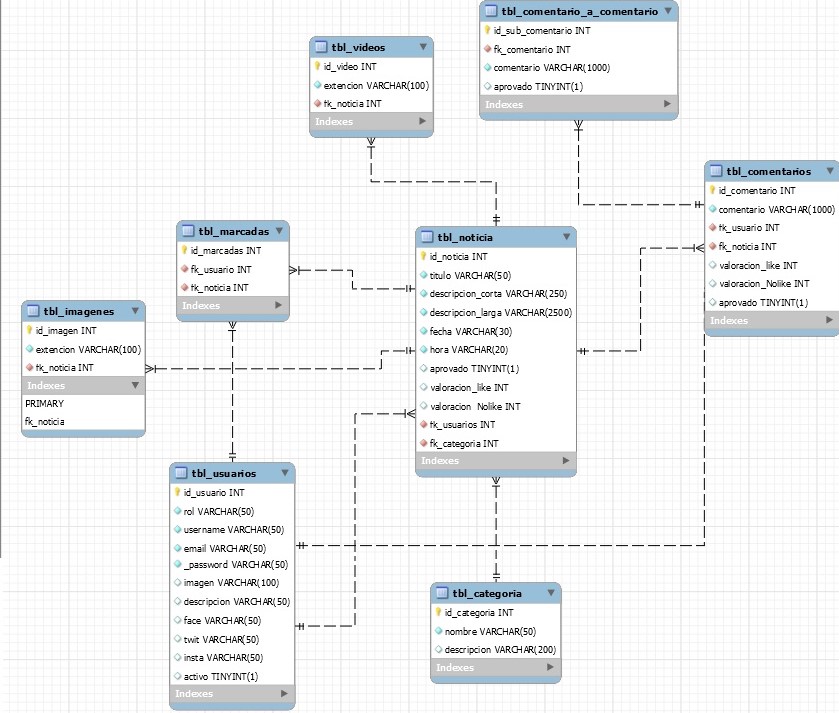 tbl_comentario_a_comentario
id_sub_comentario INT
fk_comentario INT
comentario VARCHAR(1000)
aprovado TINYINT(1)
Indexes
tbl_videos
id_video INT
extencion VARCHAR(100)
fk_noticia INT
Indexes
tbl_comentarios
id_comentario INT
comentario VARCHAR(1000)
fk_usuario INT
fk_noticia INT
valoracion_like INT
valoracion_Nolike INT
aprovado TINYINT(1)
Indexes
tbl_marcadas
id_marcadas INT
fk_usuario INT
fk_noticia INT
Indexes
tbl_noticia
id_noticia INT
titulo VARCHAR(50)
descripcion_corta VARCHAR(250)
descripcion_larga VARCHAR(2500)
fecha VARCHAR(30)
hora VARCHAR(20)
aprovado TINYINT(1)
valoracion_like INT
valoracion_Nolike INT
fk_usuarios INT
fk_categoria INT
Indexes
tbl_imagenes
id_imagen INT
extencion VARCHAR(100)
fk_noticia INT
Indexes
PRIMARY
fk_noticia
tbl_usuarios
id_usuario INT
rol VARCHAR(50)
username VARCHAR(50)
email VARCHAR(50)
_password VARCHAR(50)
imagen VARCHAR(100)
descripcion VARCHAR(50)
face VARCHAR(50)
twit VARCHAR(50)
insta VARCHAR(50)
activo TINYINT(1)
Indexes
tbl_categoria
id_categoria INT
nombre VARCHAR(50)
descripcion VARCHAR(200)
Indexes